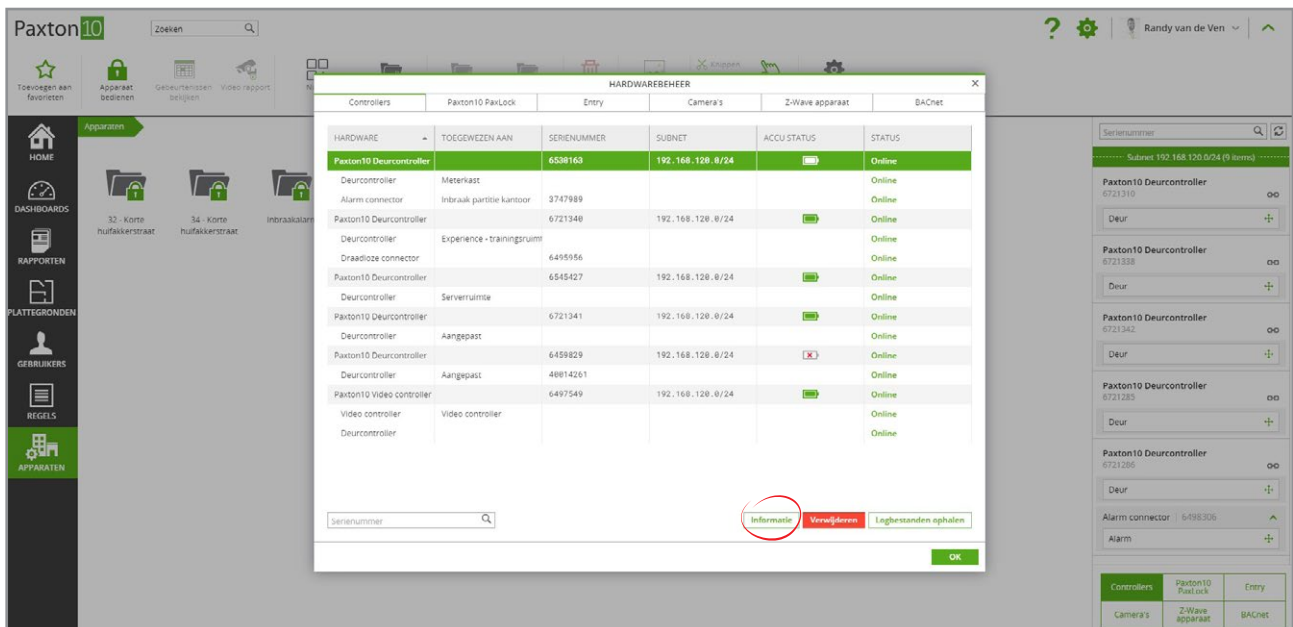 Paxton10
Zoeken
?
Randy van de Ven
Toevoegen aan
favorieten
Apparaat
bedienen
Gebeurtenissen
bekijken
Video rapport
Knippen
HARDWAREBEHEER
Controllers Paxton10 PaxLock Entry Camera's Z-Wave apparaat BACnet
HARDWARE TOEGEWEZEN AAN SERIENUMMER SUBNET ACCU STATUS STATUS
Paxton10 Deurcontroller 6530163 192.168.120.0/24 Online
Deurcontroller Meterkast Online
Alarm connector Inbraak partitie kantoor 3747989 Online
Paxton10 Deurcontroller 6721340 192.168.120.0/24 Online
Deurcontroller Experience - trainingsruimt Online
Draadloze connector 6495956 Online
Paxton10 Deurcontroller 6545427 192.168.120.0/24 Online
Deurcontroller Serverruimte Online
Paxton10 Deurcontroller 6721341 192.168.120.0/24 Online
Deurcontroller Aangepast Online
Paxton10 Deurcontroller 6459829 192.168.120.0/24 Online
Deurcontroller Aangepast 40014261 Online
Paxton10 Video controller 6497549 192.168.120.0/24 Online
Video controller Video controller Online
Deurcontroller Online
Serienummer
Informatie Verwijderen Logbestanden ophalen
OK
HOME
DASHBOARDS
RAPPORTEN
PLATTEGRONDEN
GEBRUIKERS
REGELS
APPARATEN
Apparaten
32 - Korte
huifakkerstraat
34 - Korte
huifakkerstraat
Inbraakalarm
Serienummer
Subnet 192.168.120.0/24 (9 items)
Paxton10 Deurcontroller
6721310
Deur
Paxton10 Deurcontroller
6721338
Deur
Paxton10 Deurcontroller
6721342
Deur
Paxton10 Deurcontroller
6721285
Deur
Paxton10 Deurcontroller
6721286
Deur
Alarm connector 6498306
Alarm
Controllers Paxton10 PaxLock Entry
Camera's Z-Wave apparaat BACnet